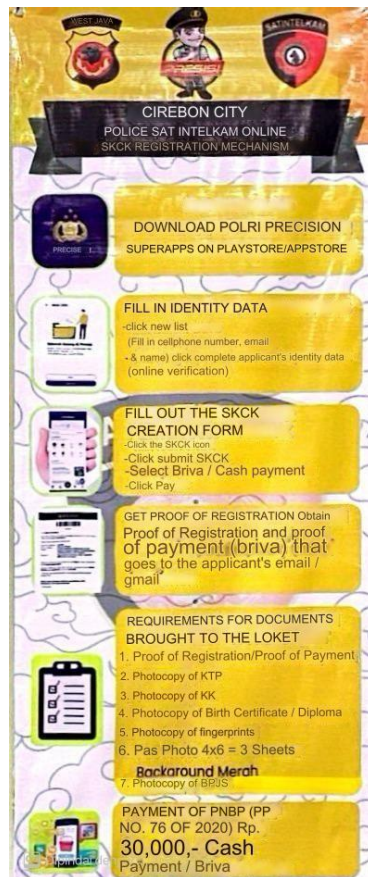 WEST JAVA
PRESISI
SATINTELKAM
CIREBON CITY
POLICE SAT INTELKAM ONLINE
SKCK REGISTRATION MECHANISM
PRECISE
DOWNLOAD POLRI PRECISION
SUPERAPPS ON PLAYSTORE/APPSTORE
FILL IN IDENTITY DATA
-click new list
(Fill in cellphone number, email
- & name) click complete applicant's identity data
(online verification)
FILL OUT THE SKCK
CREATION FORM
-Click the SKCK icon
-Click submit SKCK
-Select Briva / Cash payment
-Click Pay
GET PROOF OF REGISTRATION Obtain
Proof of Registration and proof
of payment (briva) that
goes to the applicant's email /
gmail
REQUIREMENTS FOR DOCUMENTS
BROUGHT TO THE LOKET
1. Proof of Registration/Proof of Payment
2. Photocopy of KTP
3. Photocopy of KK
4. Photocopy of Birth Certificate / Diploma
5. Photocopy of fingerprints
6. Pas Photo 4x6 = 3 Sheets
Background Merah
7. Photocopy of BPJS
PAYMENT OF PNBP (PP
NO. 76 OF 2020) Rp.
30,000,- Cash
Payment / Briva